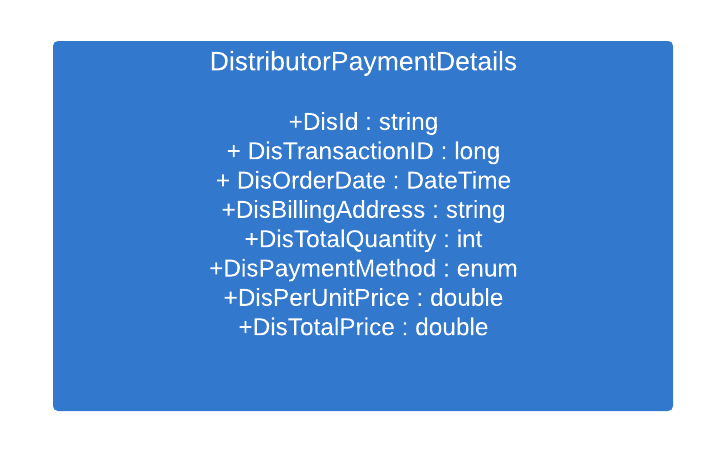 DistributorPaymentDetails
+DisId : string
+ DisTransactionID : long
+ DisOrderDate : DateTime
+DisBillingAddress : string
+DisTotalQuantity : int
+DisPaymentMethod : enum
+DisPerUnitPrice : double
+DisTotalPrice : double